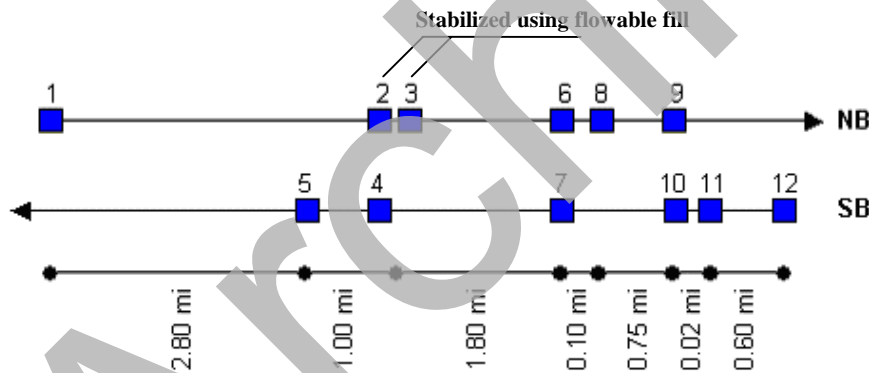 Stabilized using flowable fill
1 2 3 6 8 9
NB
5 4 7 10 11 12
SB
2.80 mi
1.00 mi
1.80 mi
0.10 mi
0.75 mi
0.02 mi
0.60 mi
Archi